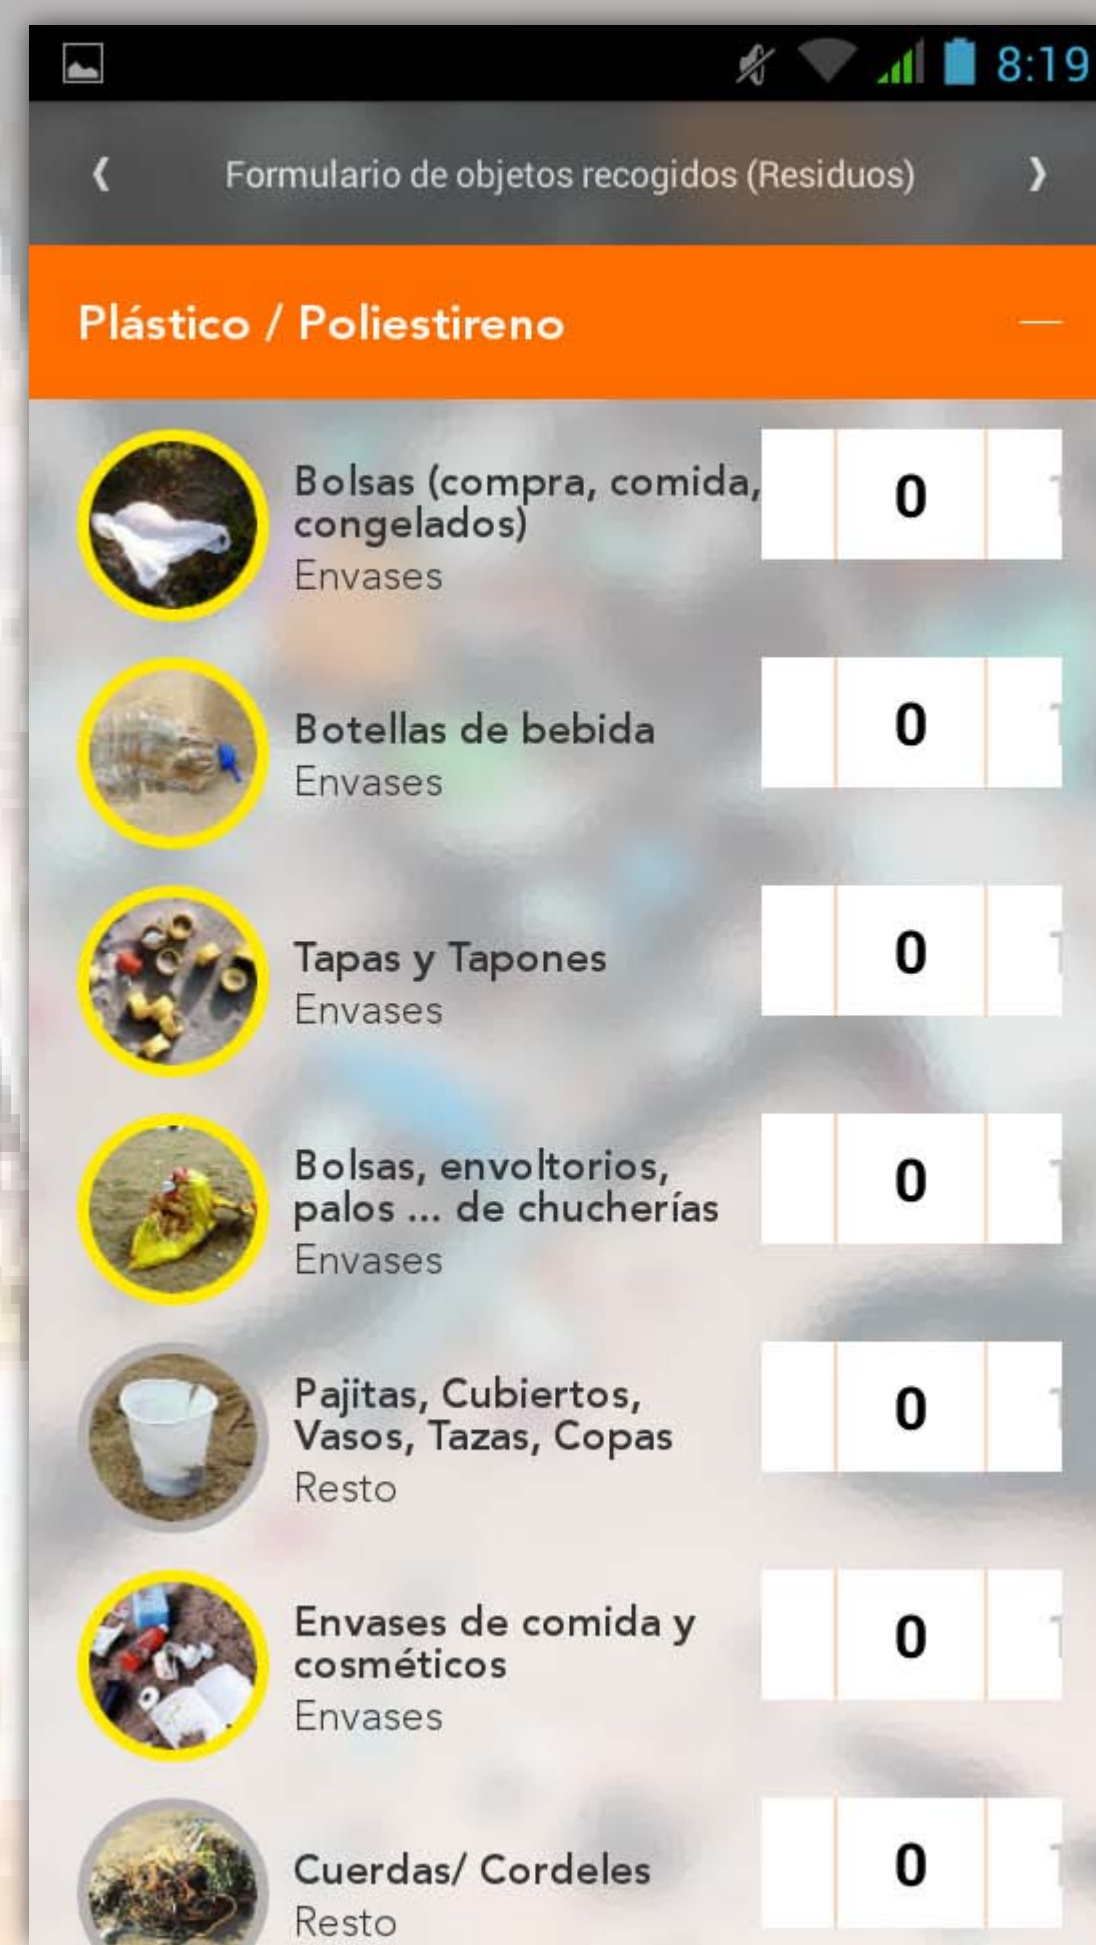 8:19
Formulario de objetos recogidos (Residuos)
Plástico / Poliestireno
Bolsas (compra, comida,
congelados)
Envases
0
Botellas de bebida
Envases
0
Tapas y Tapones
Envases
0
Bolsas, envoltorios,
palos ... de chucherías
Envases
0
Pajitas, Cubiertos,
Vasos, Tazas, Copas
Resto
0
Envases de comida y
cosméticos
Envases
0
Cuerdas/ Cordeles
Resto
0